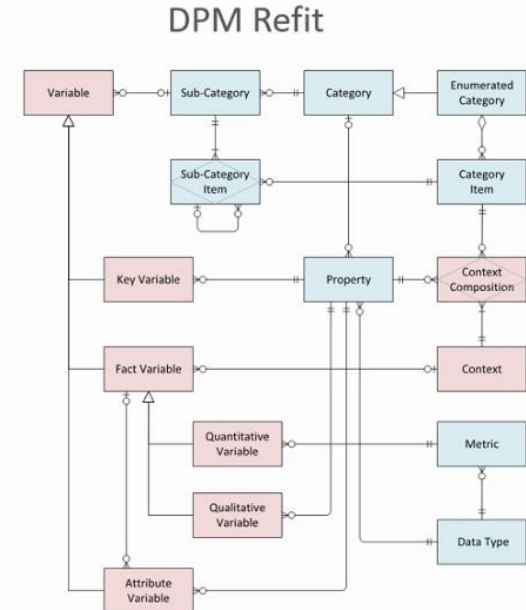 DPM Refit
Variable
Sub-Category
Category
Enumerated
Category
Sub-Category
Item
Category
Item
Key Variable
Property
Context
Composition
Fact Variable
Context
Quantitative
Variable
Metric
Qualitative
Variable
Data Type
Attribute
Variable